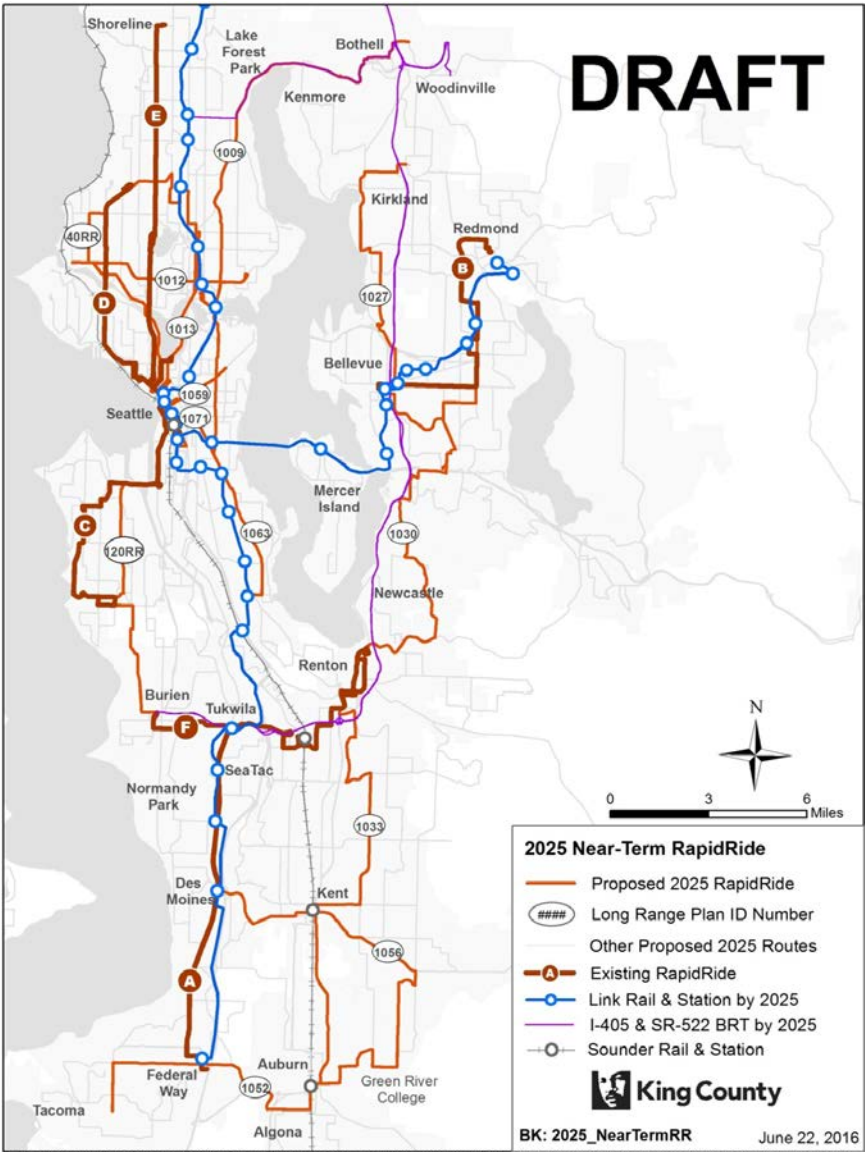 DRAFT
Shoreline
Lake
Forest
Park
Bothell
Kenmore
Woodinville
E
1009
Kirkland
Redmond
40RR
B
1012
D
1027
1013
Bellevue
1059
Seattle
1071
Mercer
Island
C
1063
1030
120RR
Newcastle
Renton
Burien
Tukwila
F
N
SeaTac
Normandy
Park
0 3 6
Miles
1033
Des
Moines
Kent
1056
A
Auburn
Federal
Way
1052
Green River
College
Tacoma
Algona
2025 Near-Term RapidRide
Proposed 2025 RapidRide
#### Long Range Plan ID Number
Other Proposed 2025 Routes
A Existing RapidRide
Link Rail & Station by 2025
I-405 & SR-522 BRT by 2025
Sounder Rail & Station
King County
BK: 2025_NearTermRR June 22, 2016